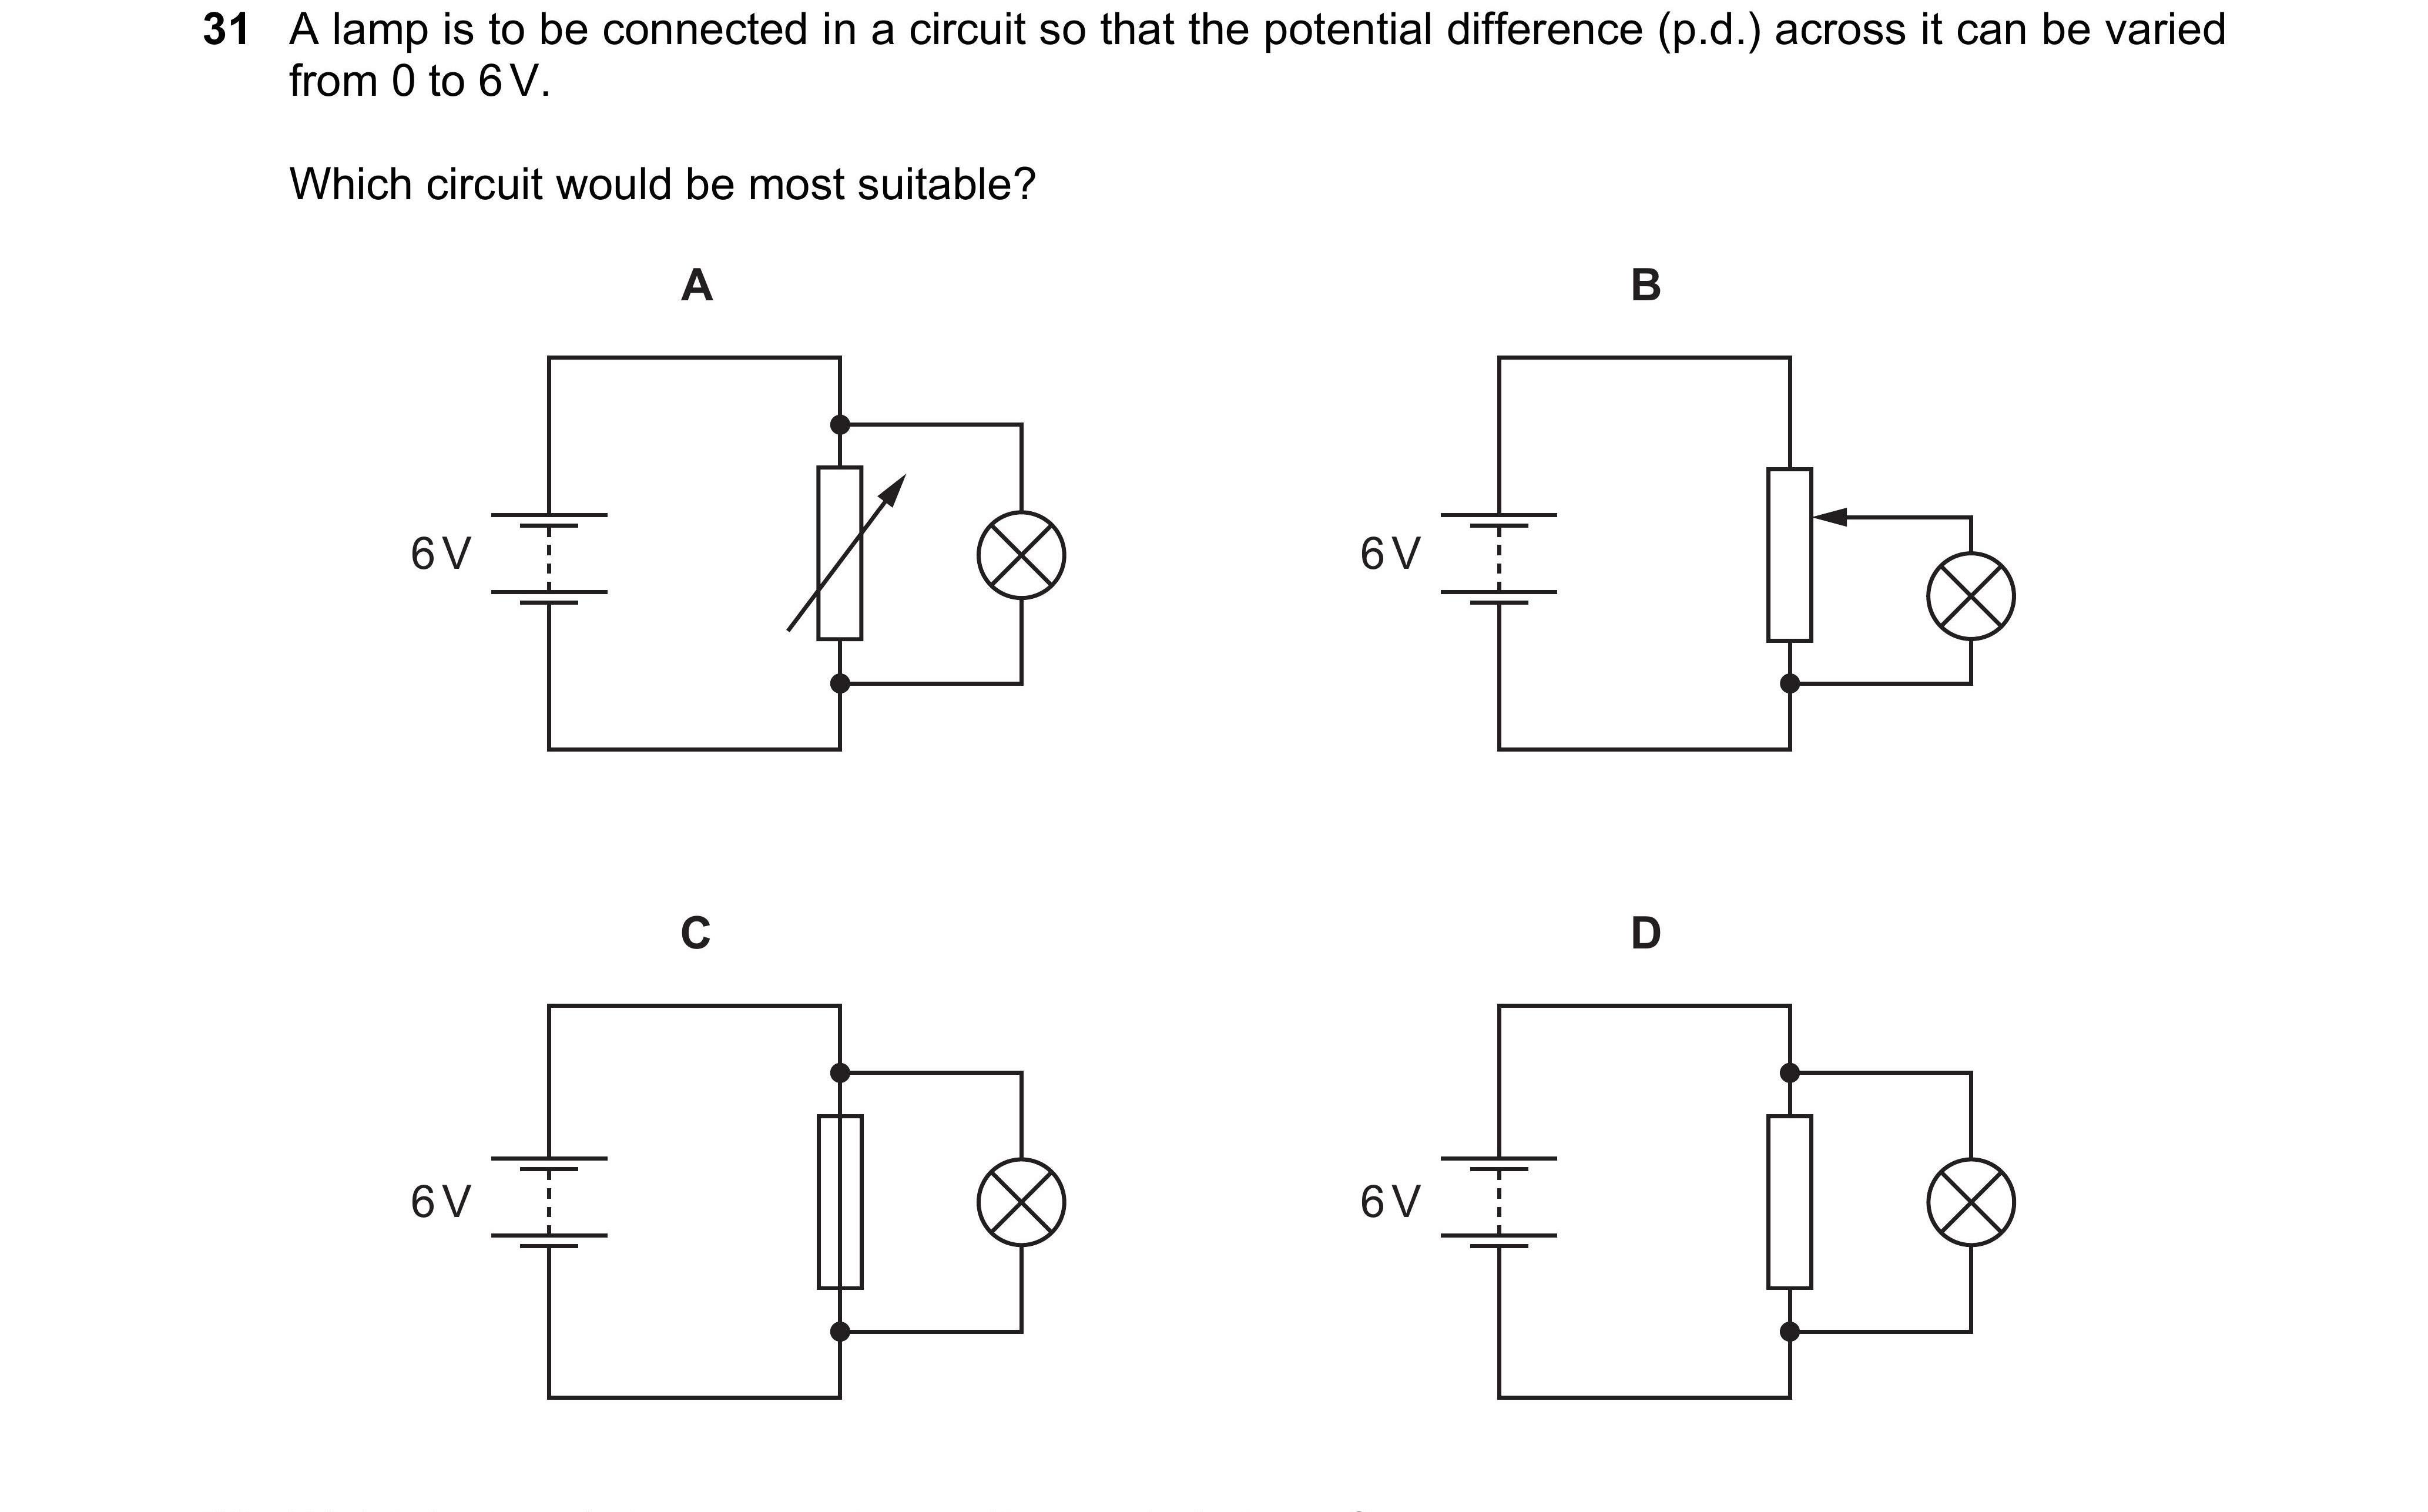 31 A lamp is to be connected in a circuit so that the potential difference (p.d.) across it can be varied
from 0 to 6 V.
Which circuit would be most suitable?
A
B
6 V
6 V
C
D
6 V
6 V